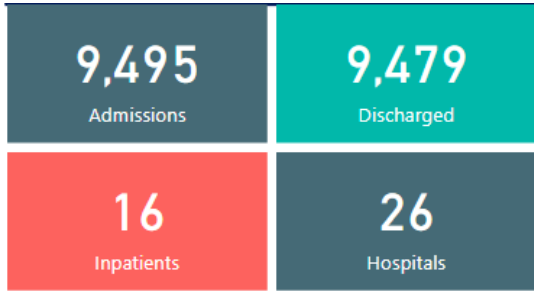 9,495
Admissions
9,479
Discharged
16
Inpatients
26
Hospitals